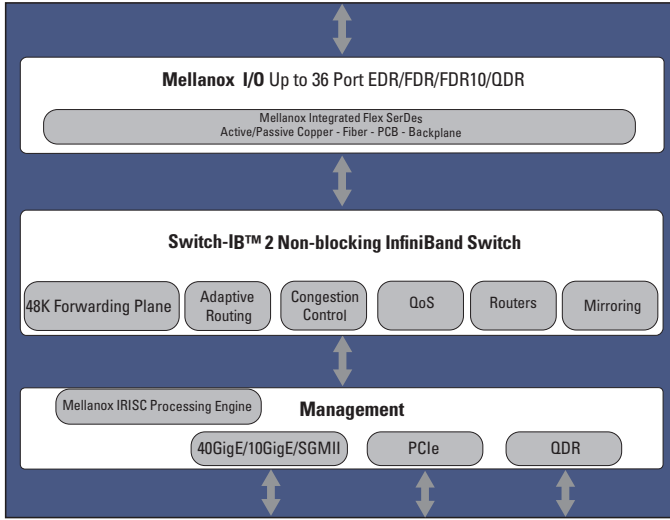 Mellanox I/O Up to 36 Port EDR/FDR/FDR10/QDR
Mellanox Integrated Flex SerDes
Active/Passive Copper - Fiber - PCB - Backplane
Switch-IB™ 2 Non-blocking InfiniBand Switch
48K Forwarding Plane
Adaptive
Routing
Congestion
Control
QoS
Routers
Mirroring
Mellanox IRISC Processing Engine
Management
40GigE/10GigE/SGMII
PCIe
QDR